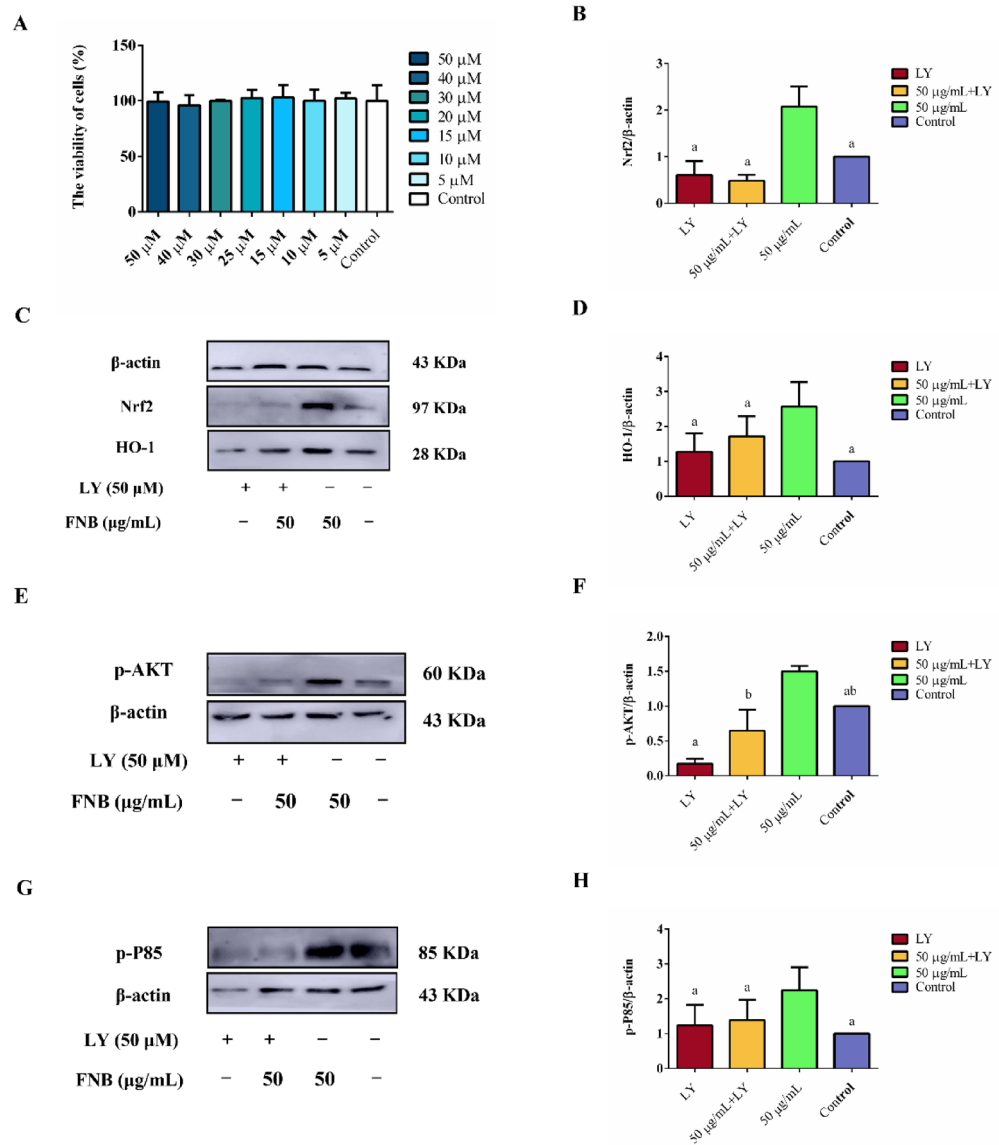 A
The viability of cells (%)
150
100
50
0
50 µM
40 µM
30 µM
25 µM
15 µM
10 µM
5 µM
Control
50 µM
40 µM
30 µM
20 µM
15 µM
10 µM
5 µM
Control
B
Nrf2/β-actin
3
2
1
0
a
a
a
LY
50 µg/mL+LY
50 µg/mL
Control
LY
50 µg/mL+LY
50 µg/mL
Control
C
β-actin
43 KDa
Nrf2
97 KDa
HO-1
28 KDa
LY (50 µM) + + − −
FNB (µg/mL) − 50 50 −
D
HO-1/β-actin
4
3
2
1
0
a
a
a
LY
50 µg/mL+LY
50 µg/mL
Control
LY
50 µg/mL+LY
50 µg/mL
Control
E
p-AKT
60 KDa
β-actin
43 KDa
LY (50 µM) + + − −
FNB (µg/mL) − 50 50 −
F
p-AKT/β-actin
2.0
1.5
1.0
0.5
0.0
a
b
ab
LY
50 µg/mL+LY
50 µg/mL
Control
LY
50 µg/mL+LY
50 µg/mL
Control
G
p-P85
85 KDa
β-actin
43 KDa
LY (50 µM) + + − −
FNB (µg/mL) − 50 50 −
H
p-P85/β-actin
4
3
2
1
0
a
a
a
LY
50 µg/mL+LY
50 µg/mL
Control
LY
50 µg/mL+LY
50 µg/mL
Control